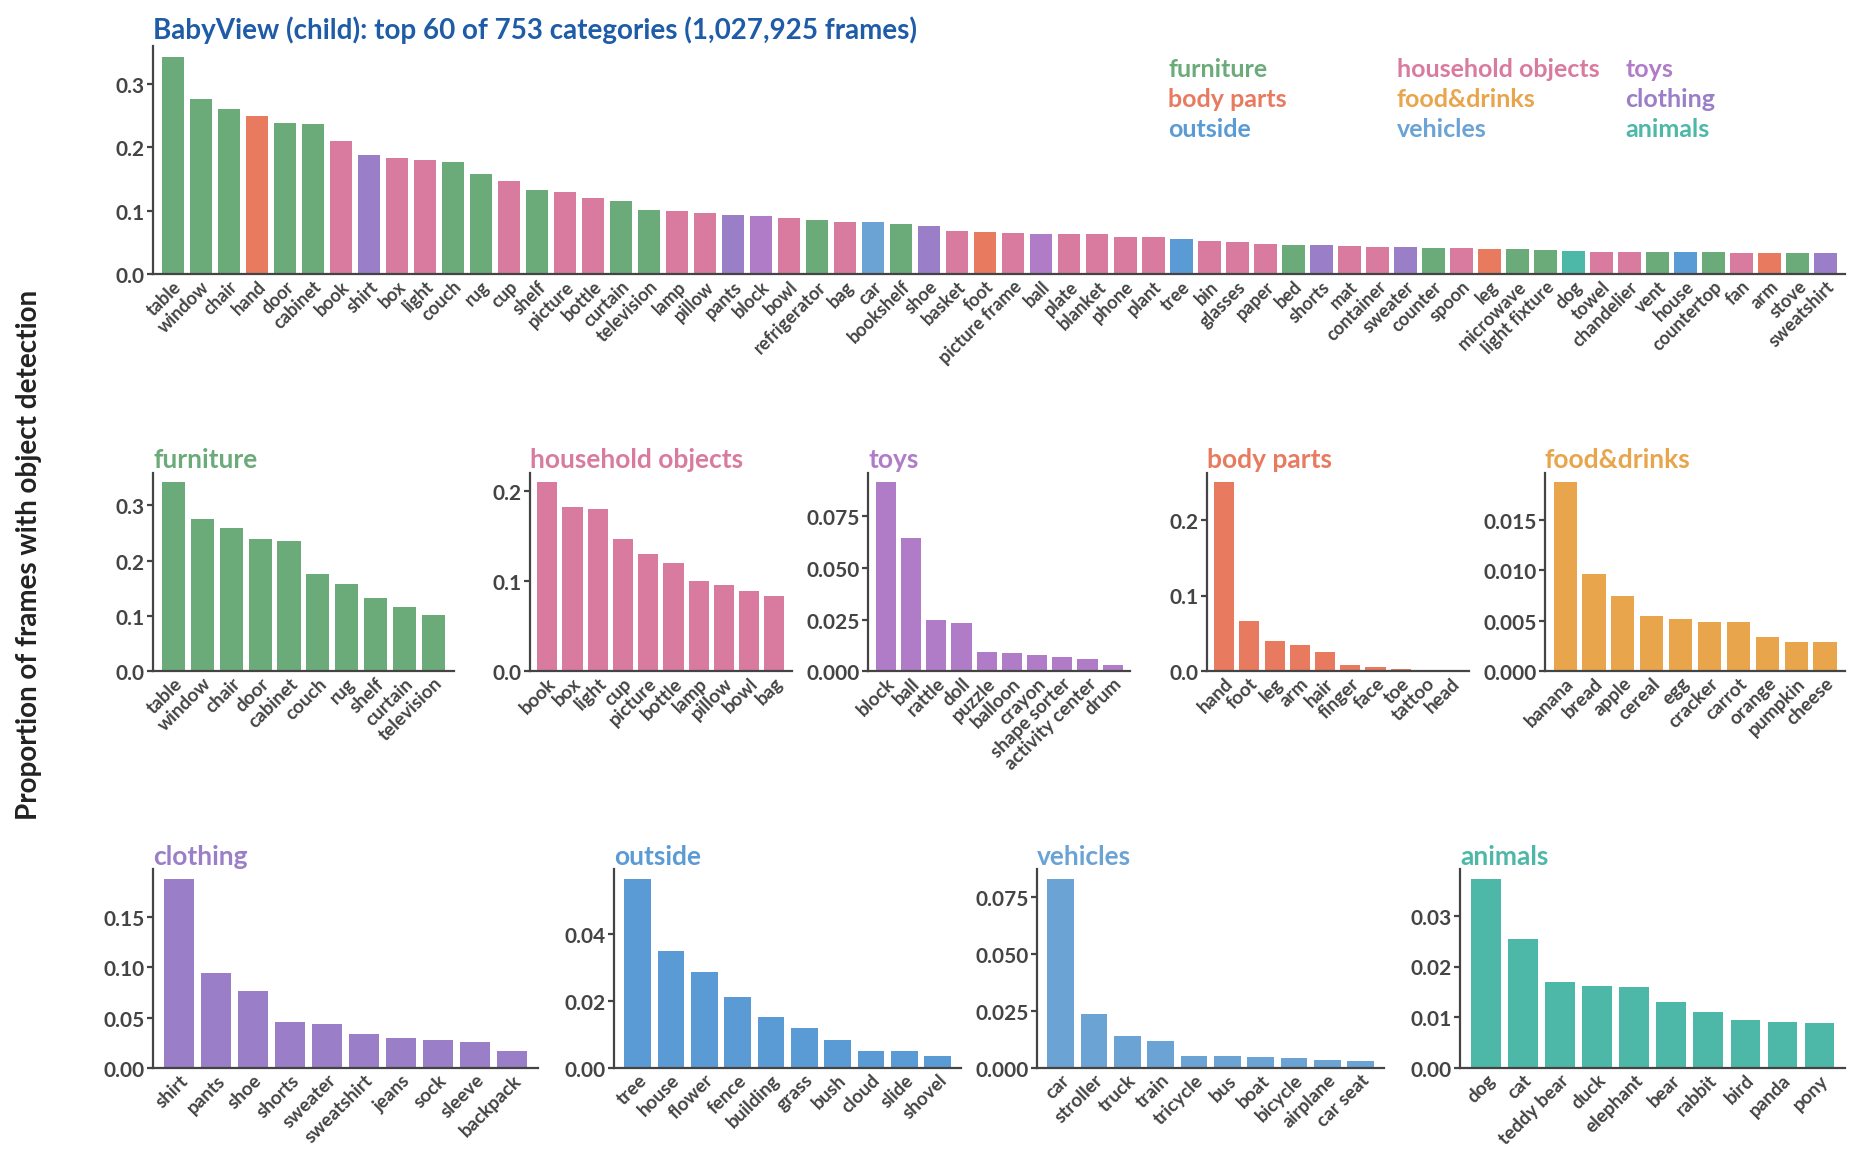 BabyView (child): top 60 of 753 categories (1,027,925 frames)
furniture household objects toys
body parts food&drinks clothing
outside vehicles animals
0.3
0.2
0.1
0.0
table window chair hand door cabinet book shirt box light couch rug cup shelf picture bottle curtain television lamp pillow pants block bowl refrigerator bag car bookshelf shoe basket foot picture frame ball plate blanket phone plant tree bin glasses paper bed shorts mat container sweater counter spoon leg microwave light fixture dog towel chandelier vent house countertop fan arm stove sweatshirt
Proportion of frames with object detection
furniture
0.3
0.2
0.1
0.0
table window chair door cabinet couch rug shelf curtain television
household objects
0.2
0.1
0.0
book box light cup picture bottle lamp pillow bowl bag
toys
0.075
0.050
0.025
0.000
block ball rattle doll puzzle balloon crayon shape sorter activity center drum
body parts
0.2
0.1
0.0
hand foot leg arm hair finger face toe tattoo head
food&drinks
0.015
0.010
0.005
0.000
banana bread apple cereal egg cracker carrot orange pumpkin cheese
clothing
0.15
0.10
0.05
0.00
shirt pants shoe shorts sweater sweatshirt jeans sock sleeve backpack
outside
0.04
0.02
0.00
tree house flower fence building grass bush cloud slide shovel
vehicles
0.075
0.050
0.025
0.000
car stroller truck train tricycle bus boat bicycle airplane car seat
animals
0.03
0.02
0.01
0.00
dog cat teddy bear duck elephant bear rabbit bird panda pony